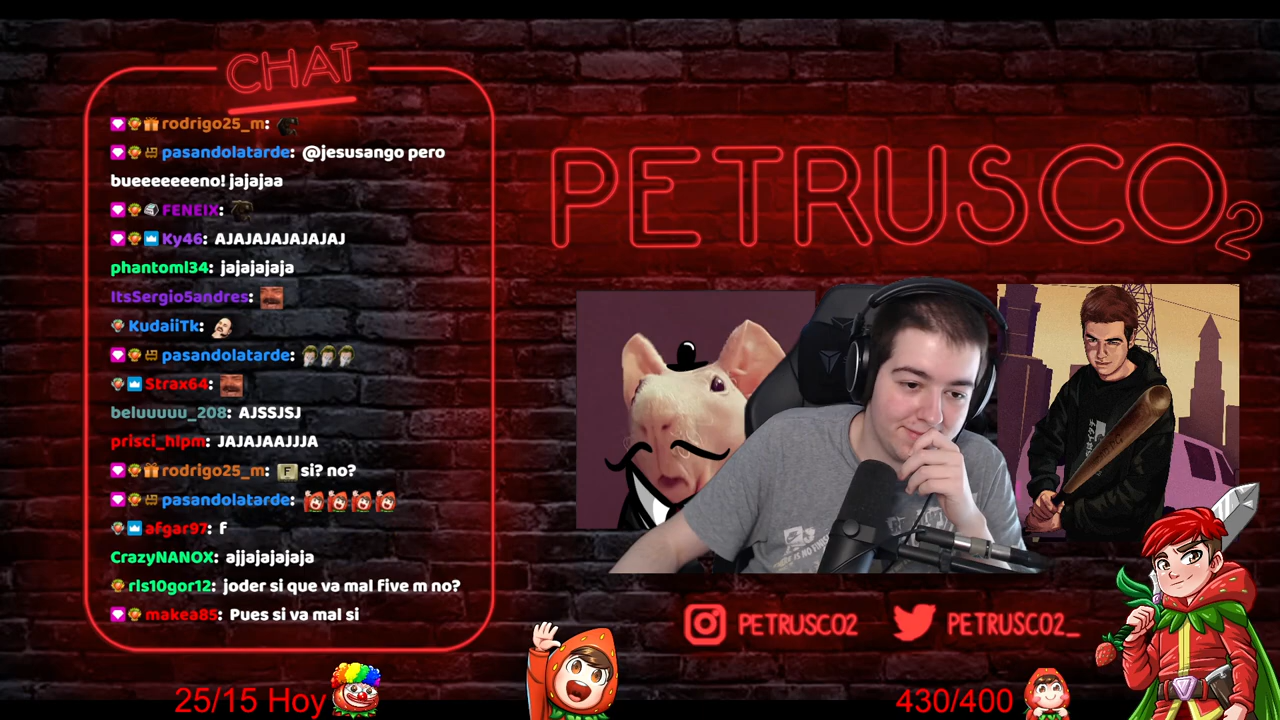 CHAT
rodrigo25_m:
pasandolatarde: @jesusango pero
bueeeeeeeno! jajajaa
FENEIX:
Ky46: AJAJAJAJAJAJAJ
phantoml34: jajajajaja
ItsSergio5andres:
KudaiiTk:
pasandolatarde:
Strax64:
beluuuuu_208: AJSSJSJ
prisci_hlpm: JAJAJAAJJJA
rodrigo25_m: F si? no?
pasandolatarde:
afgar97: f
CrazyNANOX: ajjajajajaja
rls10gor12: joder si que va mal five m no?
makea85: Pues si va mal si
PETRUSCO2
PETRUSCO2
PETRUSCO2_
25/15 Hoy
430/400